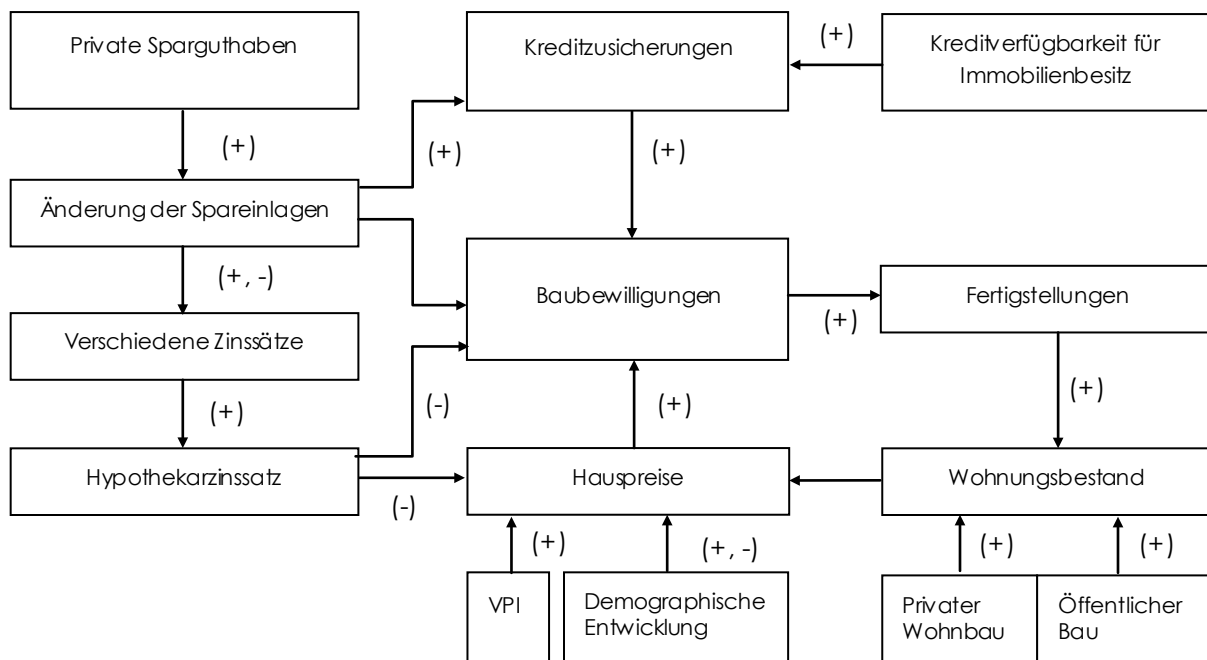 Private Sparguthaben
Kreditzusicherungen
(+)
Kreditverfügbarkeit für
Immobilienbesitz
(+)
(+)
(+)
Änderung der Spareinlagen
(+, -)
Baubewilligungen
(+)
Fertigstellungen
Verschiedene Zinssätze
(+)
(-)
(+)
(+)
Hypothekarzinssatz
(-)
Hauspreise
Wohnungsbestand
(+)
(+, -)
(+)
(+)
VPI
Demographische
Entwicklung
Privater
Wohnbau
Öffentlicher
Bau